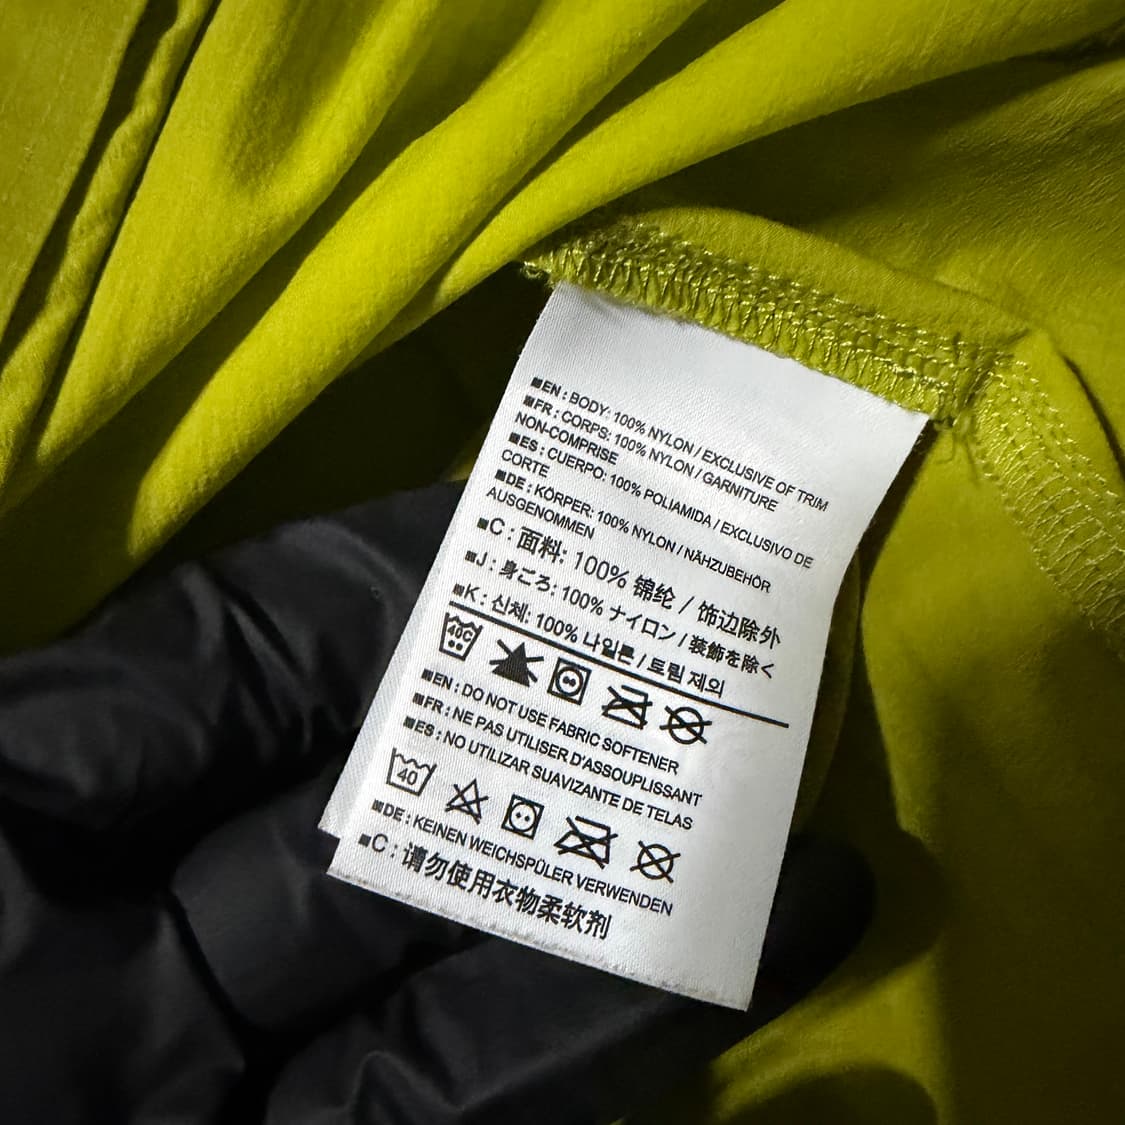 ■EN : BODY: 100% NYLON / EXCLUSIVE OF TRIM
■FR : CORPS: 100% NYLON / GARNITURE
NON-COMPRISE
■ES : CUERPO: 100% POLIAMIDA / EXCLUSIVO DE
CORTE
■DE : KÖRPER: 100% NYLON / NÄHZUBEHÖR
AUSGENOMMEN
■C : 面料: 100% 锦纶 / 饰边除外
■J : 身ごろ: 100% ナイロン / 装飾を除く
■K : 신체: 100% 나일론 / 트림 제외
40C
■EN : DO NOT USE FABRIC SOFTENER
■FR : NE PAS UTILISER D'ASSOUPLISSANT
■ES : NO UTILIZAR SUAVIZANTE DE TELAS
40
■DE : KEINEN WEICHSPÜLER VERWENDEN
■C : 请勿使用衣物柔软剂